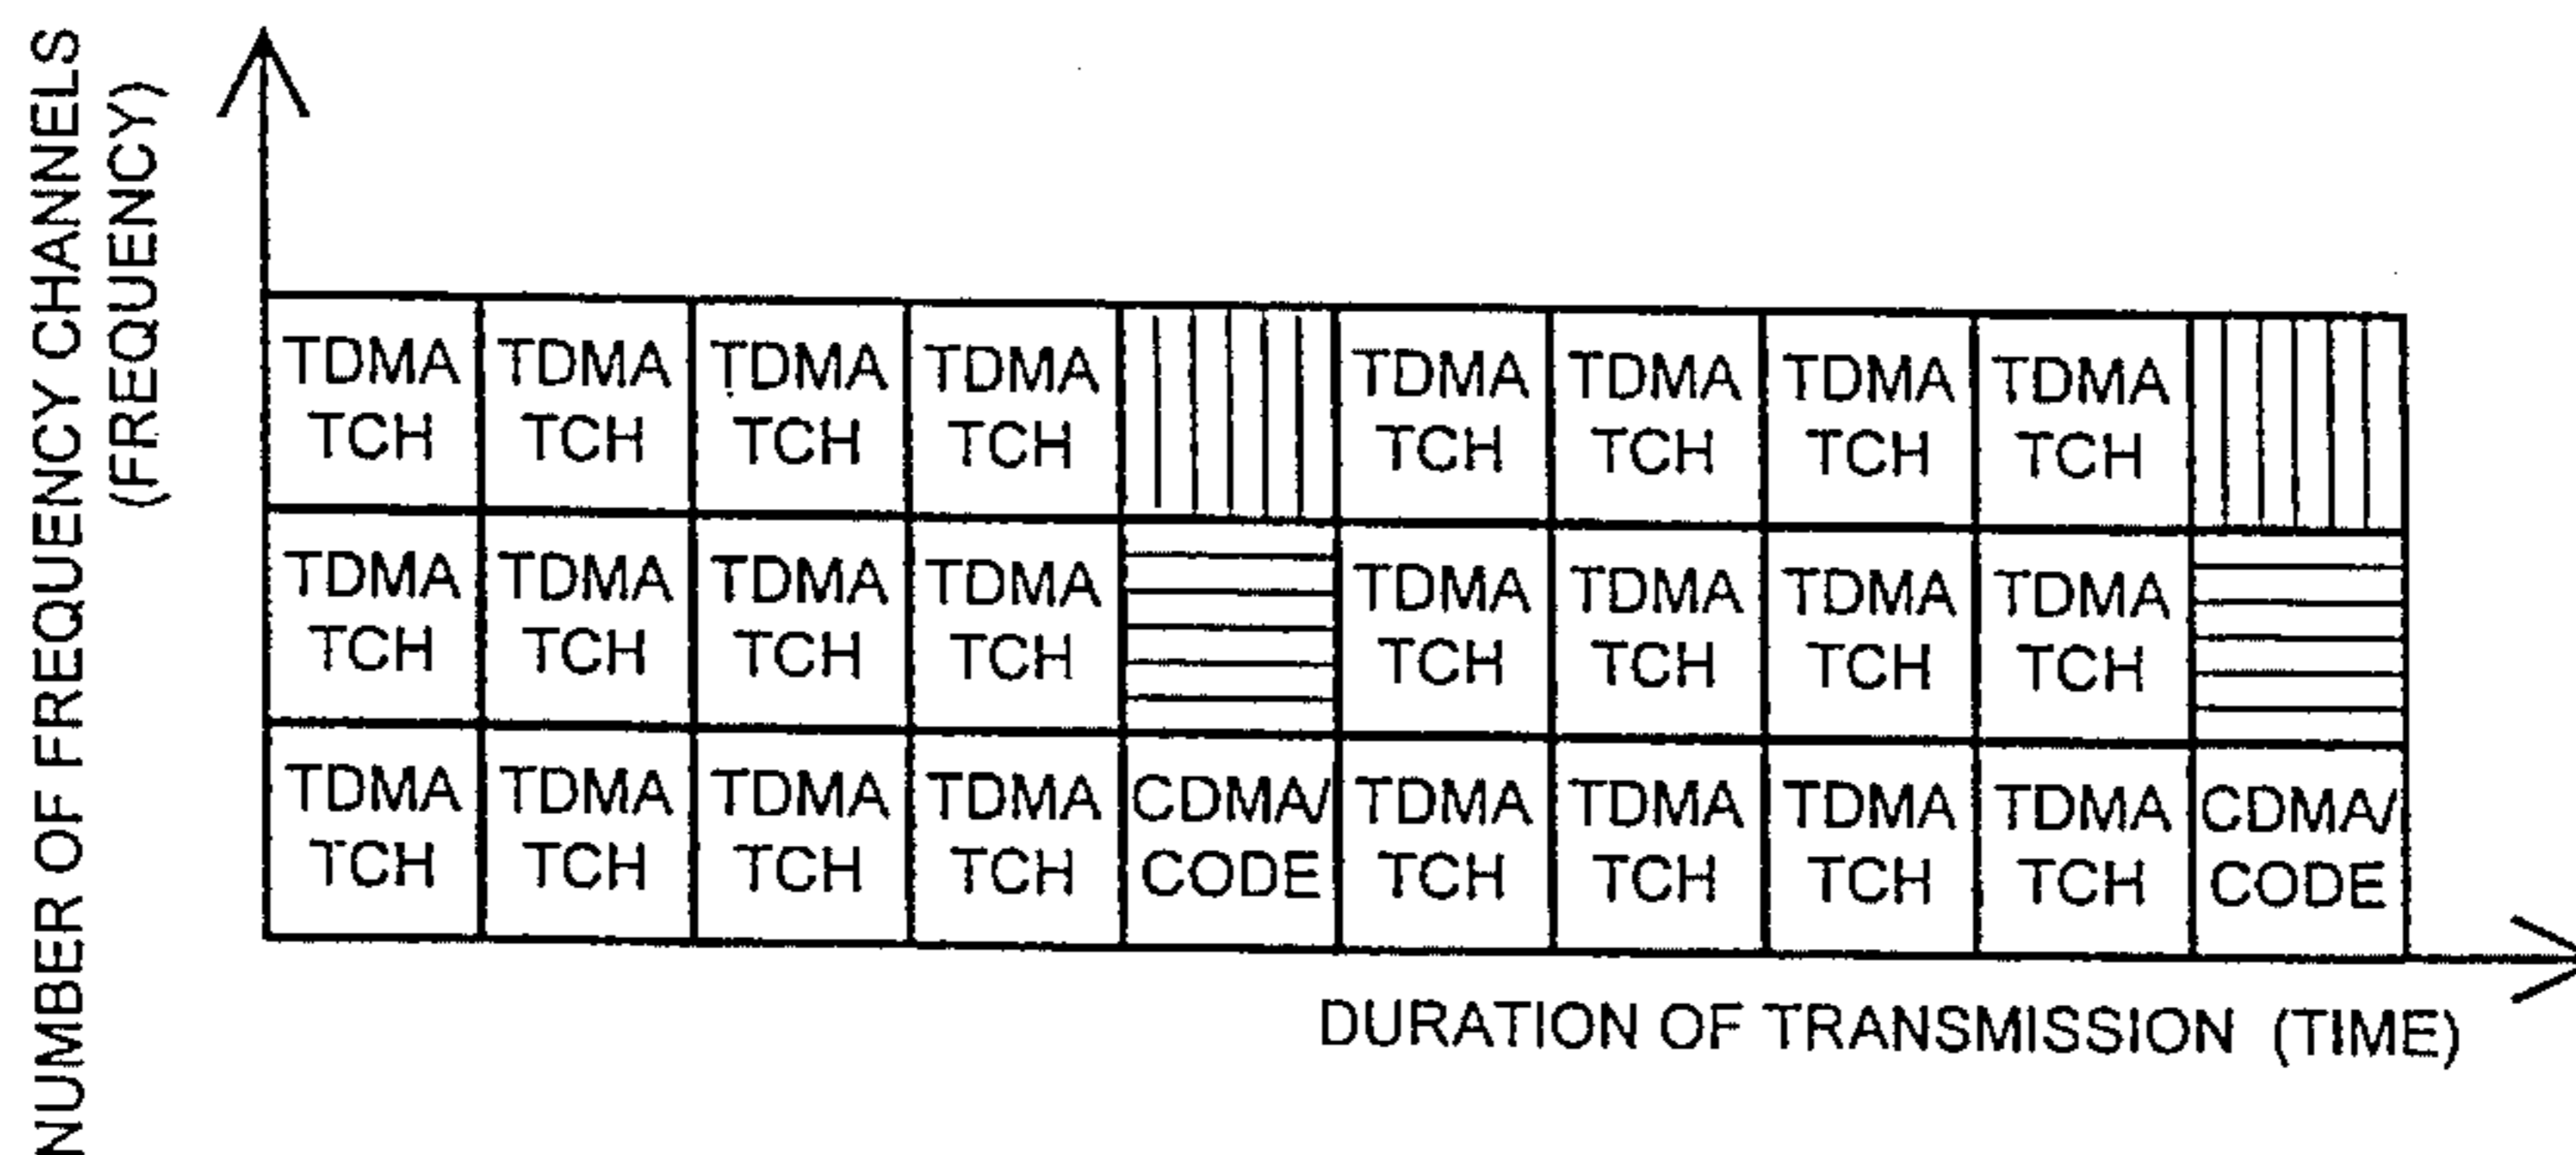 NUMBER OF FREQUENCY CHANNELS
(FREQUENCY)
TDMA TDMA TDMA TDMA TDMA TDMA TDMA TDMA
TCH TCH TCH TCH TCH TCH TCH TCH
TDMA TDMA TDMA TDMA TDMA TDMA TDMA TDMA
TCH TCH TCH TCH TCH TCH TCH TCH
TDMA TDMA TDMA TDMA CDMA/ TDMA TDMA TDMA TDMA CDMA/
TCH TCH TCH TCH CODE TCH TCH TCH TCH CODE
DURATION OF TRANSMISSION (TIME)